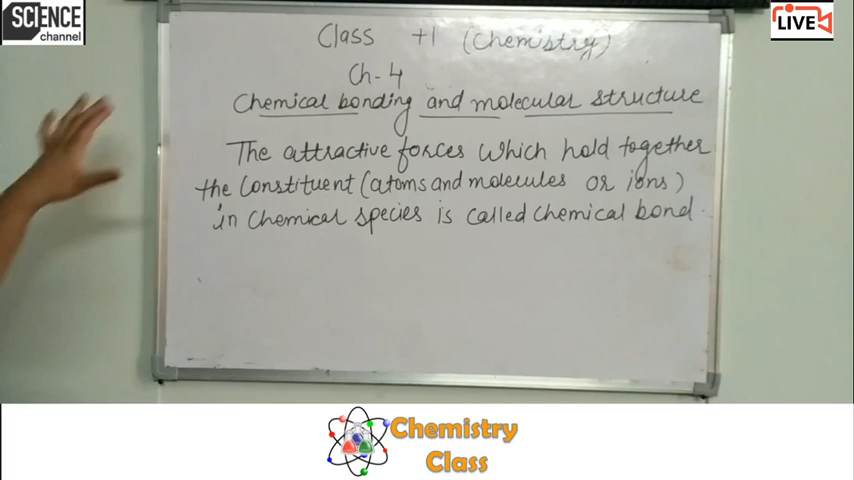 SCIENCE
channel
LIVE
Class +1 (Chemistry)
Ch-4
Chemical bonding and molecular structure
The attractive forces which hold together
the Constituent (atoms and molecules or ions)
in Chemical species is called chemical bond.
Chemistry
Class